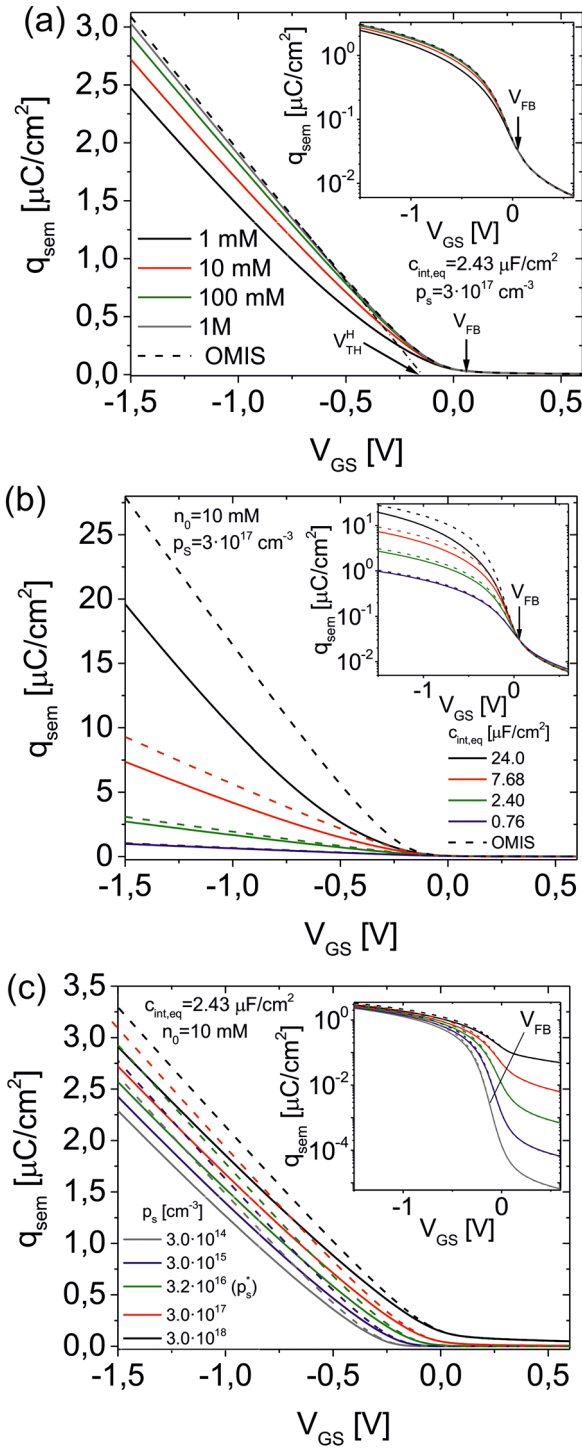 (a)
3,0
2,5
2,0
1,5
1,0
0,5
0,0
q_sem [μC/cm²]
1 mM
10 mM
100 mM
1M
OMIS
10⁰
10⁻¹
10⁻²
q_sem [μC/cm²]
V_FB
-1
0
V_GS [V]
c_int,eq=2.43 μF/cm²
p_s=3·10¹⁷ cm⁻³
V_FB
V_TH^H
-1,5
-1,0
-0,5
0,0
0,5
V_GS [V]
(b)
25
20
15
10
5
0
q_sem [μC/cm²]
n₀=10 mM
p_S=3·10¹⁷ cm⁻³
10¹
10⁰
10⁻¹
10⁻²
q_sem [μC/cm²]
V_FB
-1
0
V_GS [V]
c_int,eq [μF/cm²]
24.0
7.68
2.40
0.76
OMIS
-1,5
-1,0
-0,5
0,0
0,5
V_GS [V]
(c)
3,5
3,0
2,5
2,0
1,5
1,0
0,5
0,0
q_sem [μC/cm²]
c_int,eq=2.43 μF/cm²
n₀=10 mM
p_s [cm⁻³]
3.0·10¹⁴
3.0·10¹⁵
3.2·10¹⁶ (p_s^*)
3.0·10¹⁷
3.0·10¹⁸
10⁰
10⁻²
10⁻⁴
q_sem [μC/cm²]
V_FB
-1
0
V_GS [V]
-1,5
-1,0
-0,5
0,0
0,5
V_GS [V]